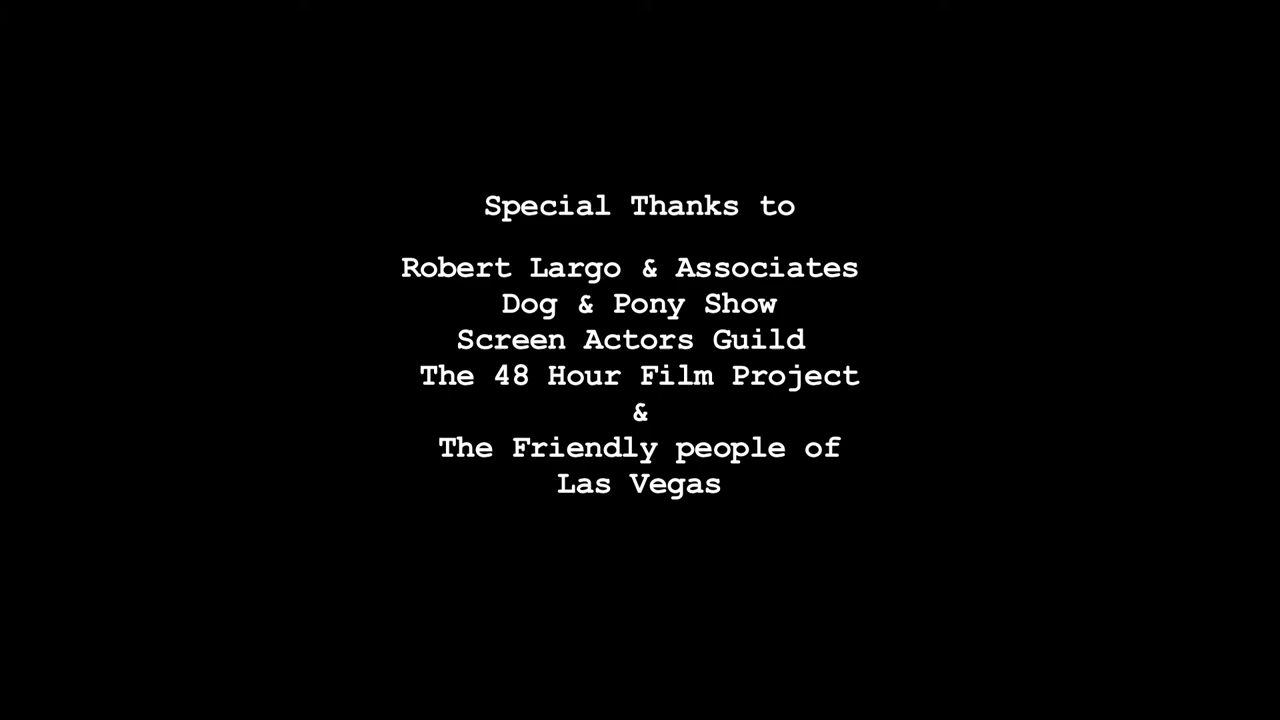 Special Thanks to
Robert Largo & Associates
Dog & Pony Show
Screen Actors Guild
The 48 Hour Film Project
&
The Friendly people of
Las Vegas